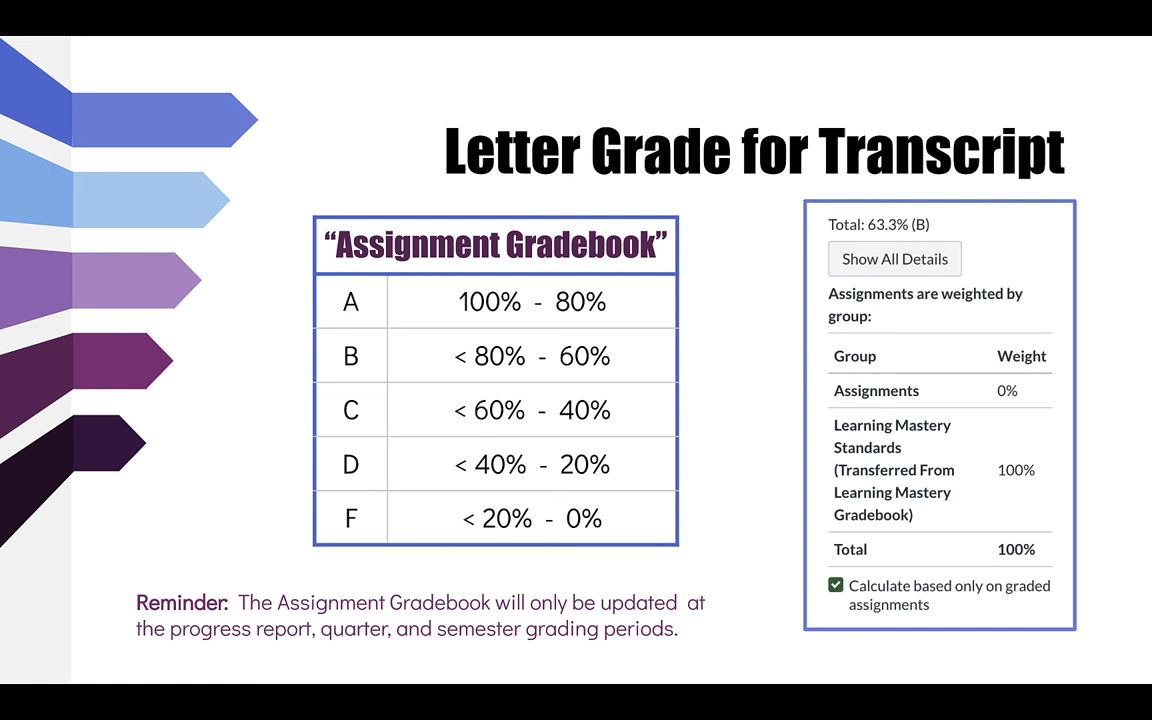 Letter Grade for Transcript
“Assignment Gradebook”
A 100% - 80%
B < 80% - 60%
C < 60% - 40%
D < 40% - 20%
F < 20% - 0%
Reminder: The Assignment Gradebook will only be updated at
the progress report, quarter, and semester grading periods.
Total: 63.3% (B)
Show All Details
Assignments are weighted by
group:
Group Weight
Assignments 0%
Learning Mastery
Standards
(Transferred From 100%
Learning Mastery
Gradebook)
Total 100%
Calculate based only on graded
assignments